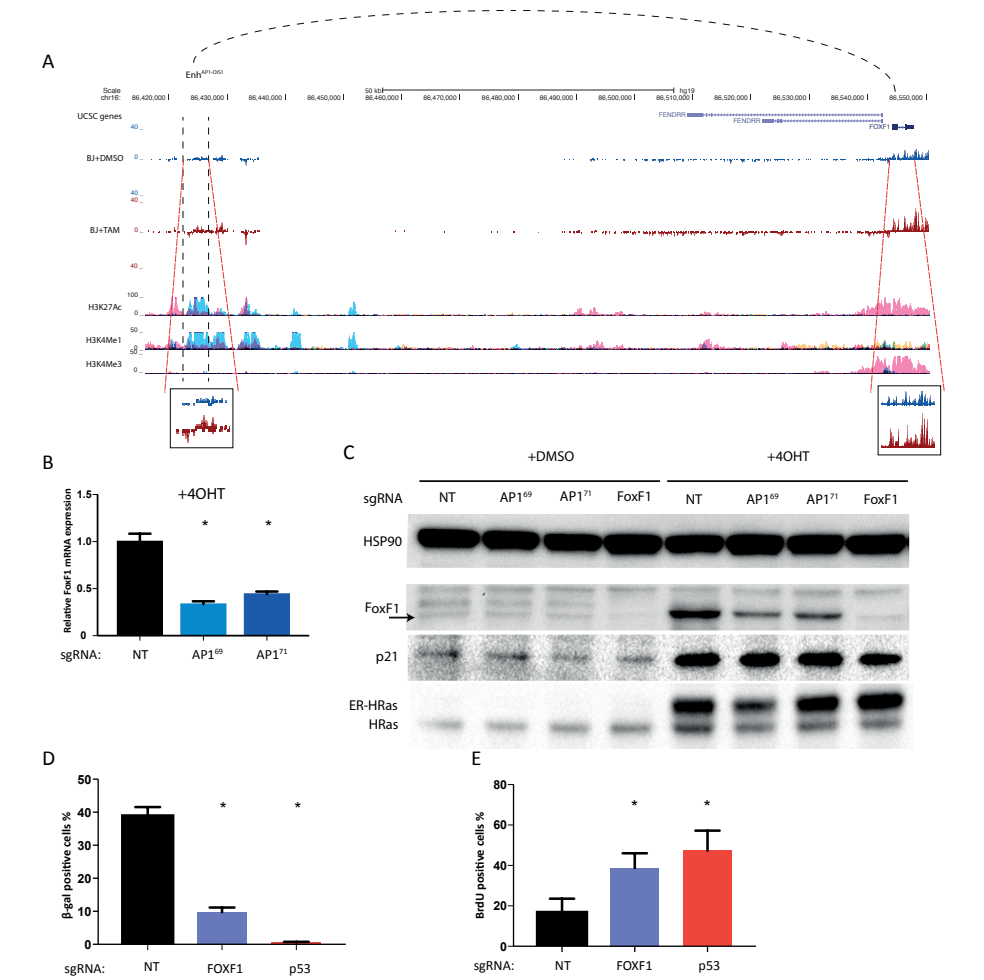 A
Enh^AP1-OIS1
Scale 50 kb hg19
chr16: 86,420,000 86,430,000 86,440,000 86,450,000 86,460,000 86,470,000 86,480,000 86,490,000 86,500,000 86,510,000 86,520,000 86,530,000 86,540,000 86,550,000
UCSC genes FENDRR
FENDRR
FOXF1
40
BJ+DMSO 0
40
40
BJ+TAM 0
40
H3K27Ac 100
0
H3K4Me1 50
0
H3K4Me3 50
0
B
+4OHT
Relative FoxF1 mRNA expression
1.5
1.0
0.5
0
* *
sgRNA: NT AP1^69 AP1^71
C
+DMSO +4OHT
sgRNA NT AP1^69 AP1^71 FoxF1 NT AP1^69 AP1^71 FoxF1
HSP90
FoxF1
p21
ER-HRas
HRas
D
β-gal positive cells %
50
40
30
20
10
0
* *
sgRNA: NT FOXF1 p53
E
BrdU positive cells %
80
60
40
20
0
* *
sgRNA: NT FOXF1 p53